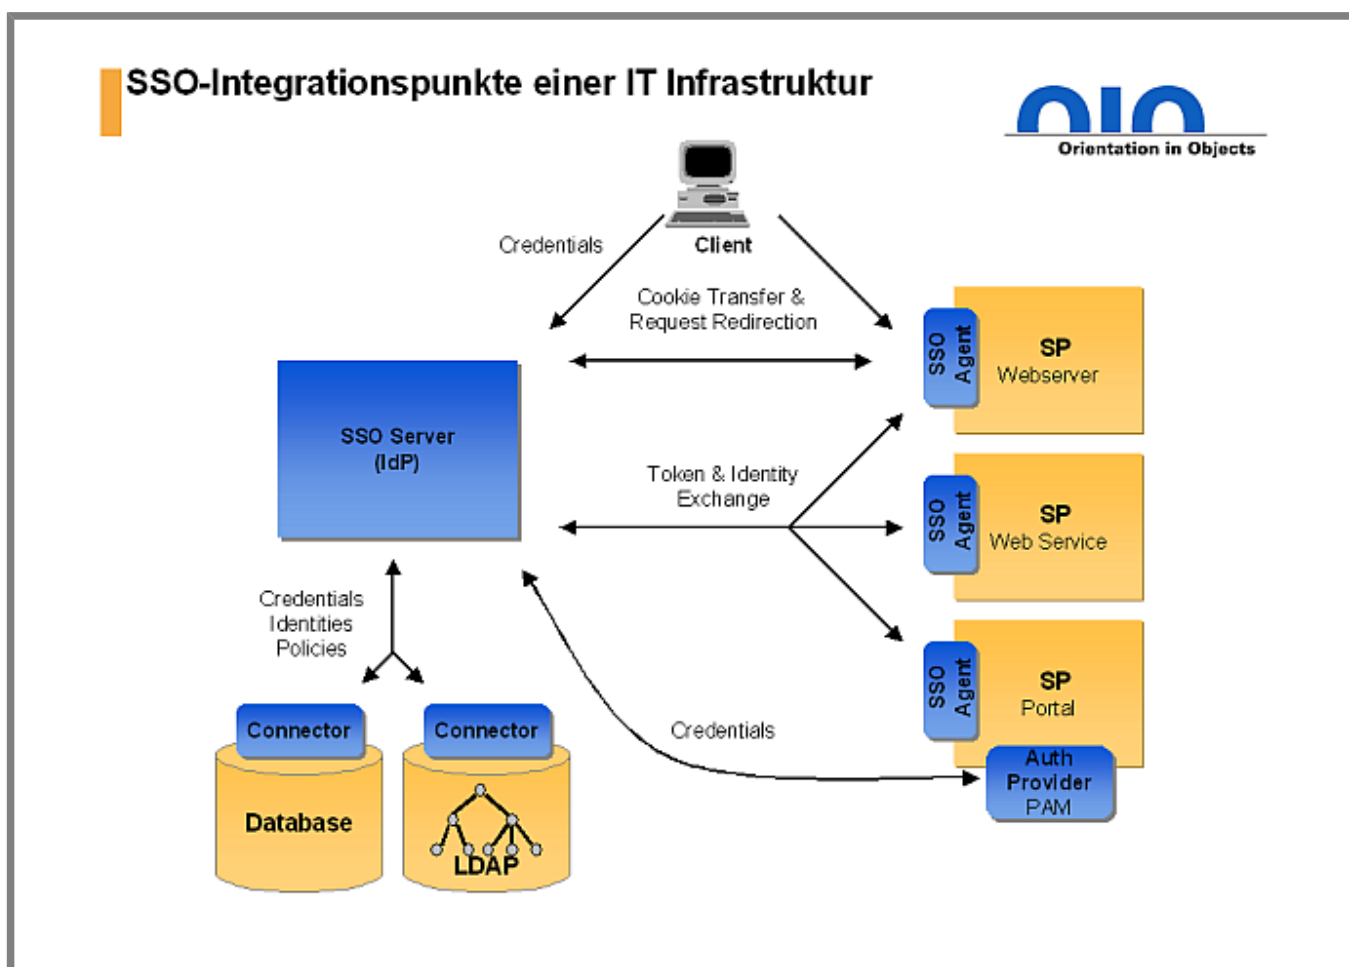 SSO-Integrationspunkte einer IT Infrastruktur
OIO
Orientation in Objects
Client
Credentials
Cookie Transfer &
Request Redirection
SSO Agent
SP
Webserver
SSO Server
(IdP)
Token & Identity
Exchange
SSO Agent
SP
Web Service
Credentials
Identities
Policies
SSO Agent
SP
Portal
Connector
Connector
Credentials
Auth
Provider
PAM
Database
LDAP